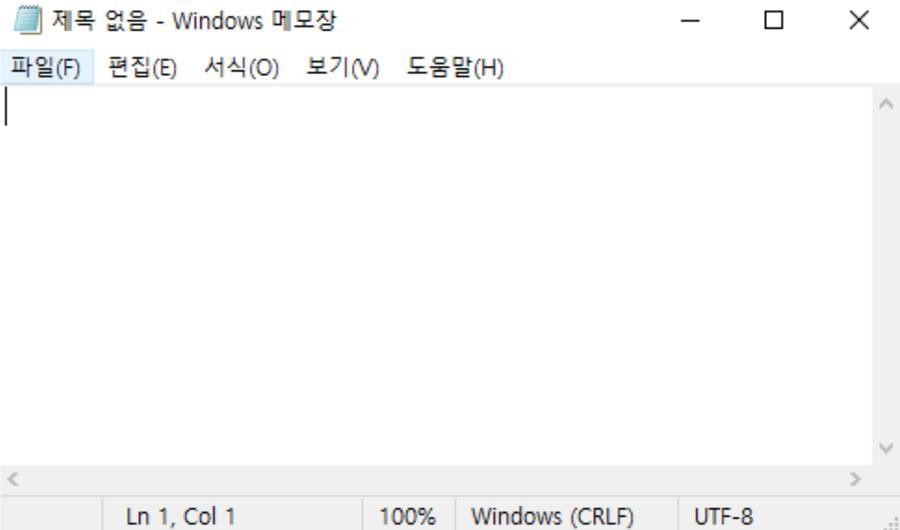 제목 없음 - Windows 메모장
파일(F) 편집(E) 서식(O) 보기(V) 도움말(H)
Ln 1, Col 1 100% Windows (CRLF) UTF-8